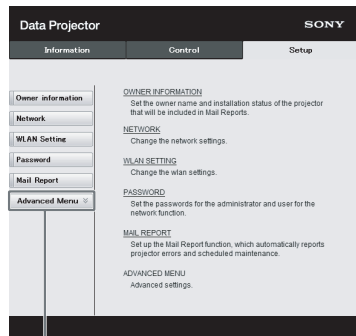 Data Projector
SONY
Information
Control
Setup
Owner information
Network
WLAN Setting
Password
Mail Report
Advanced Menu
OWNER INFORMATION
Set the owner name and installation status of the projector
that will be included in Mail Reports.
NETWORK
Change the network settings.
WLAN SETTING
Change the wlan settings.
PASSWORD
Set the passwords for the administrator and user for the
network function.
MAIL REPORT
Set up the Mail Report function, which automatically reports
projector errors and scheduled maintenance.
ADVANCED MENU
Advanced settings.